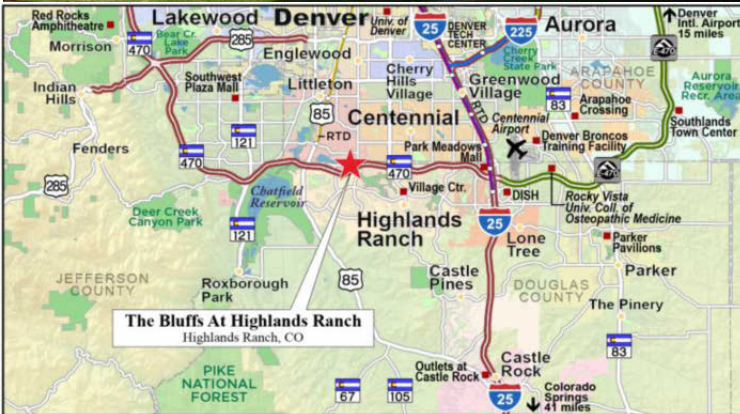 Red Rocks
Amphitheatre
Morrison
470
Lakewood
Bear Cr.
Lake
Park
285
Denver
Univ. of
Denver
25
DENVER
TECH
CENTER
225
Aurora
Denver
Intl. Airport
15 miles
E-470
Englewood
Cherry
Creek
State Park
Indian
Hills
Southwest
Plaza Mall
Littleton
Cherry
Hills
Village
Greenwood
Village
ARAPAHOE
COUNTY
Aurora
Reservoir
Recr. Area
85
83
Arapahoe
Crossing
RTD
Centennial
RTD
Centennial
Airport
Southlands
Town Center
121
Fenders
470
Park Meadows
Mall
Denver Broncos
Training Facility
470
E-470
285
Chatfield
Reservoir
Village Ctr.
DISH
Rocky Vista
Univ. Coll. of
Osteopathic Medicine
Deer Creek
Canyon Park
121
Highlands
Ranch
25
Lone
Tree
Parker
Pavilions
JEFFERSON
COUNTY
Roxborough
Park
85
Castle
Pines
DOUGLAS
COUNTY
Parker
The Pinery
The Bluffs At Highlands Ranch
Highlands Ranch, CO
83
PIKE
NATIONAL
FOREST
67
105
Outlets at
Castle Rock
Castle
Rock
25
Colorado
Springs
41 miles